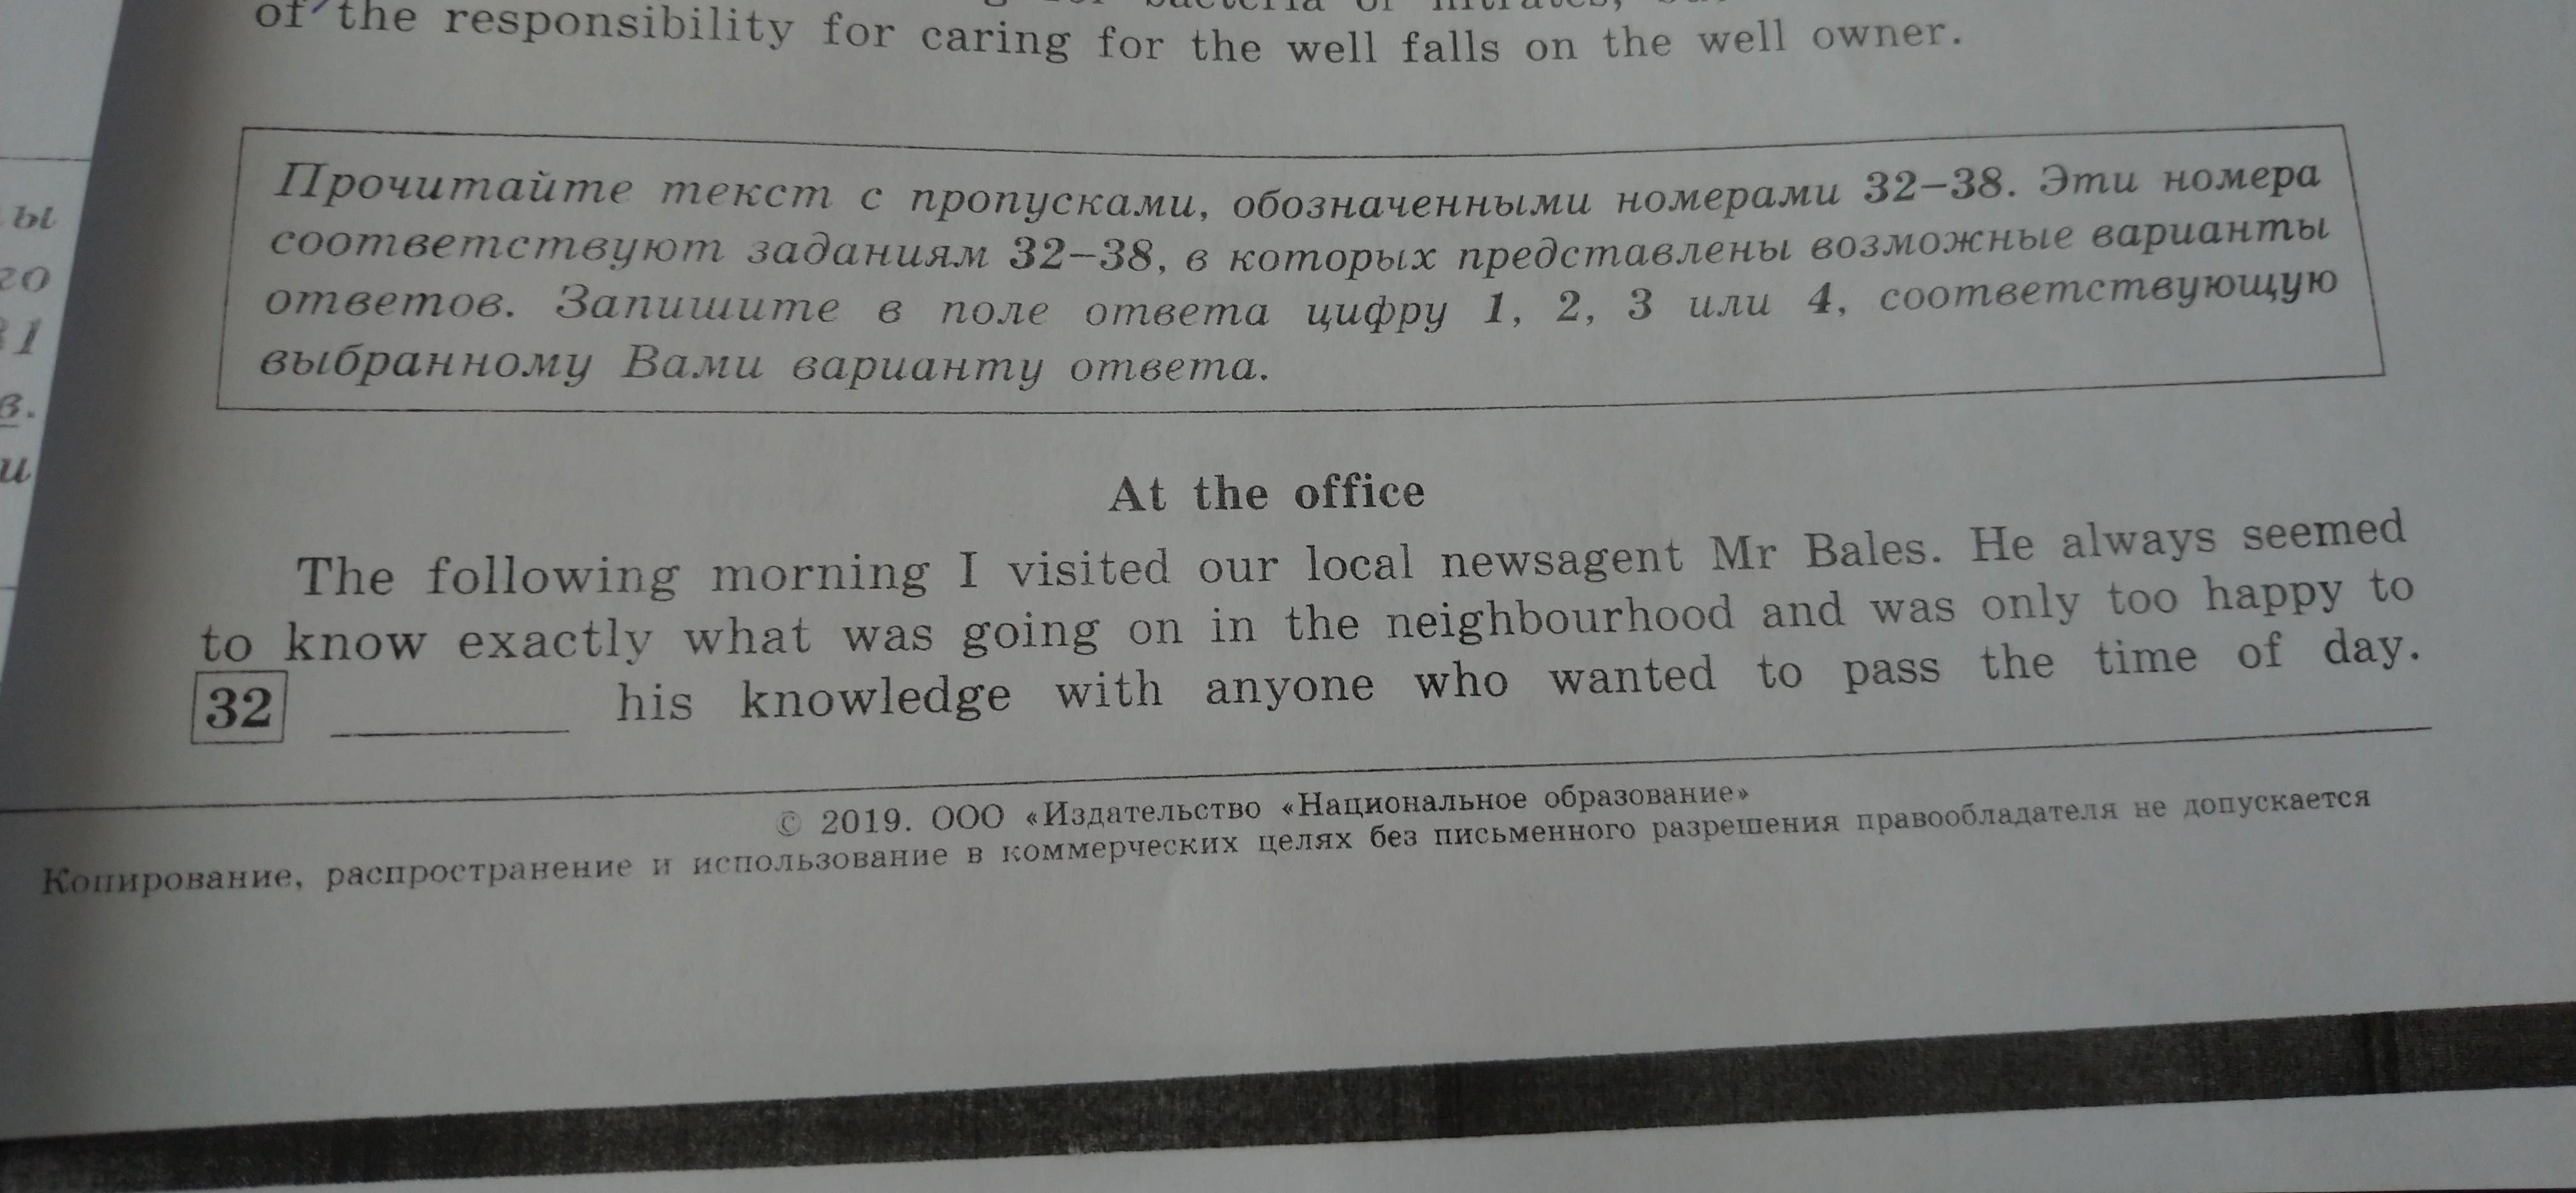 bacteria or nitrates,
of the responsibility for caring for the well falls on the well owner.
ы
го
1
в.
и
Прочитайте текст с пропусками, обозначенными номерами 32–38. Эти номера
соответствуют заданиям 32–38, в которых представлены возможные варианты
ответов. Запишите в поле ответа цифру 1, 2, 3 или 4, соответствующую
выбранному Вами варианту ответа.
At the office
The following morning I visited our local newsagent Mr Bales. He always seemed
to know exactly what was going on in the neighbourhood and was only too happy to
32 ________ his knowledge with anyone who wanted to pass the time of day.
© 2019. ООО «Издательство «Национальное образование»
Копирование, распространение и использование в коммерческих целях без письменного разрешения правообладателя не допускается